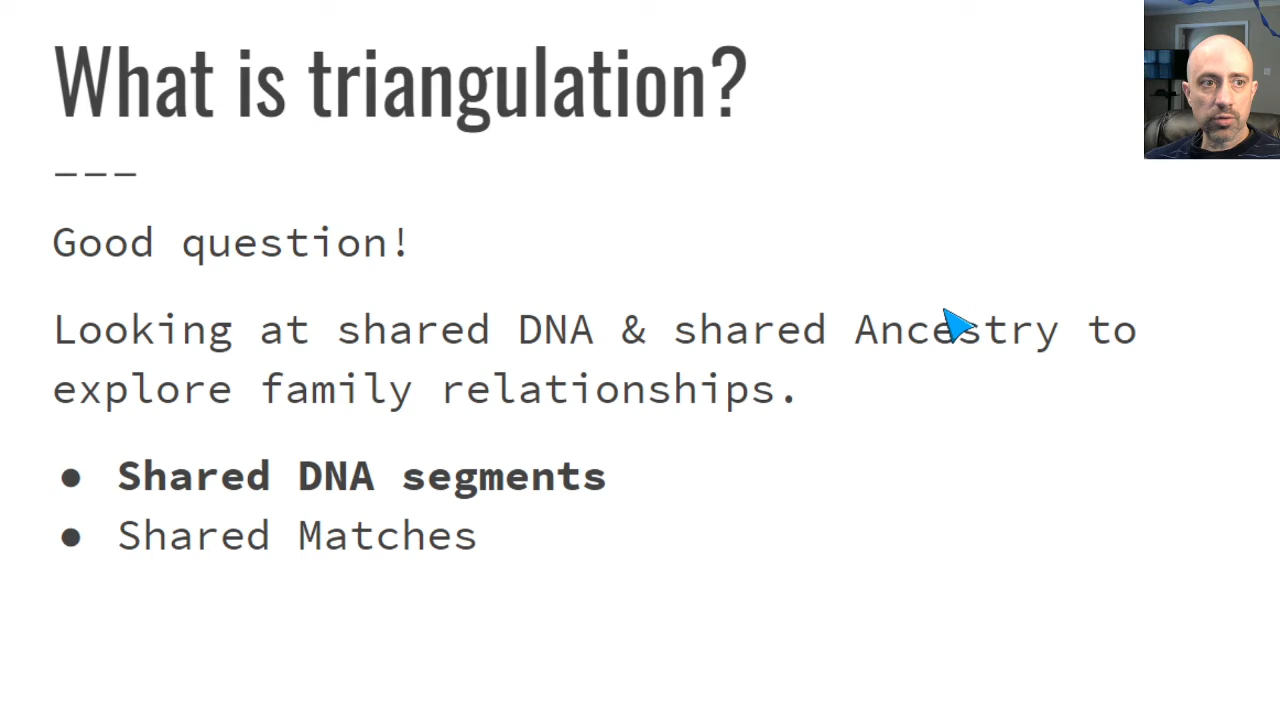 What is triangulation?
---
Good question!
Looking at shared DNA & shared Ancestry to
explore family relationships.
● Shared DNA segments
● Shared Matches